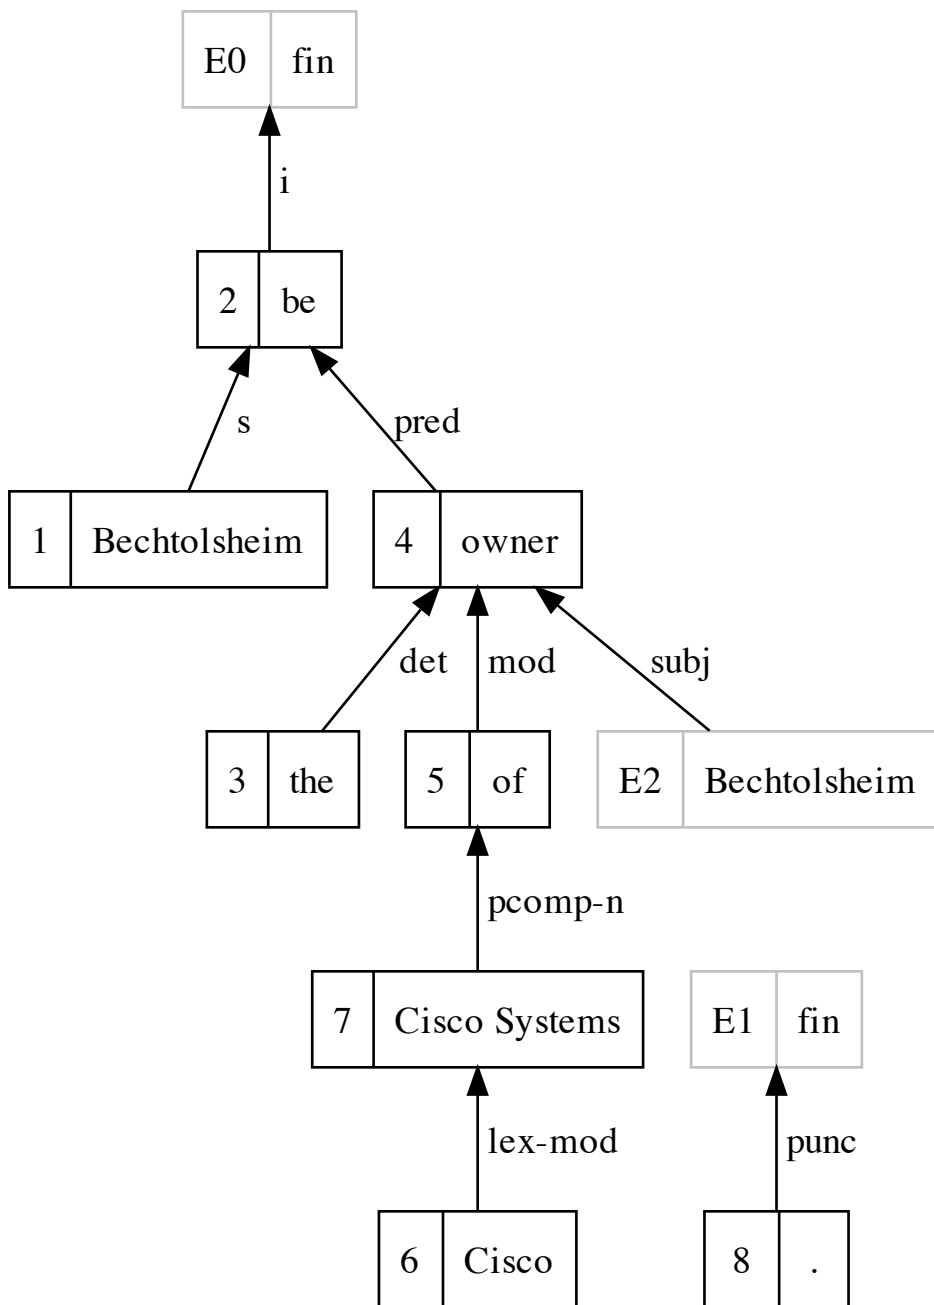 E0 fin
i
2 be
s pred
1 Bechtolsheim 4 owner
det mod subj
3 the 5 of E2 Bechtolsheim
pcomp-n
7 Cisco Systems E1 fin
lex-mod punc
6 Cisco 8 .